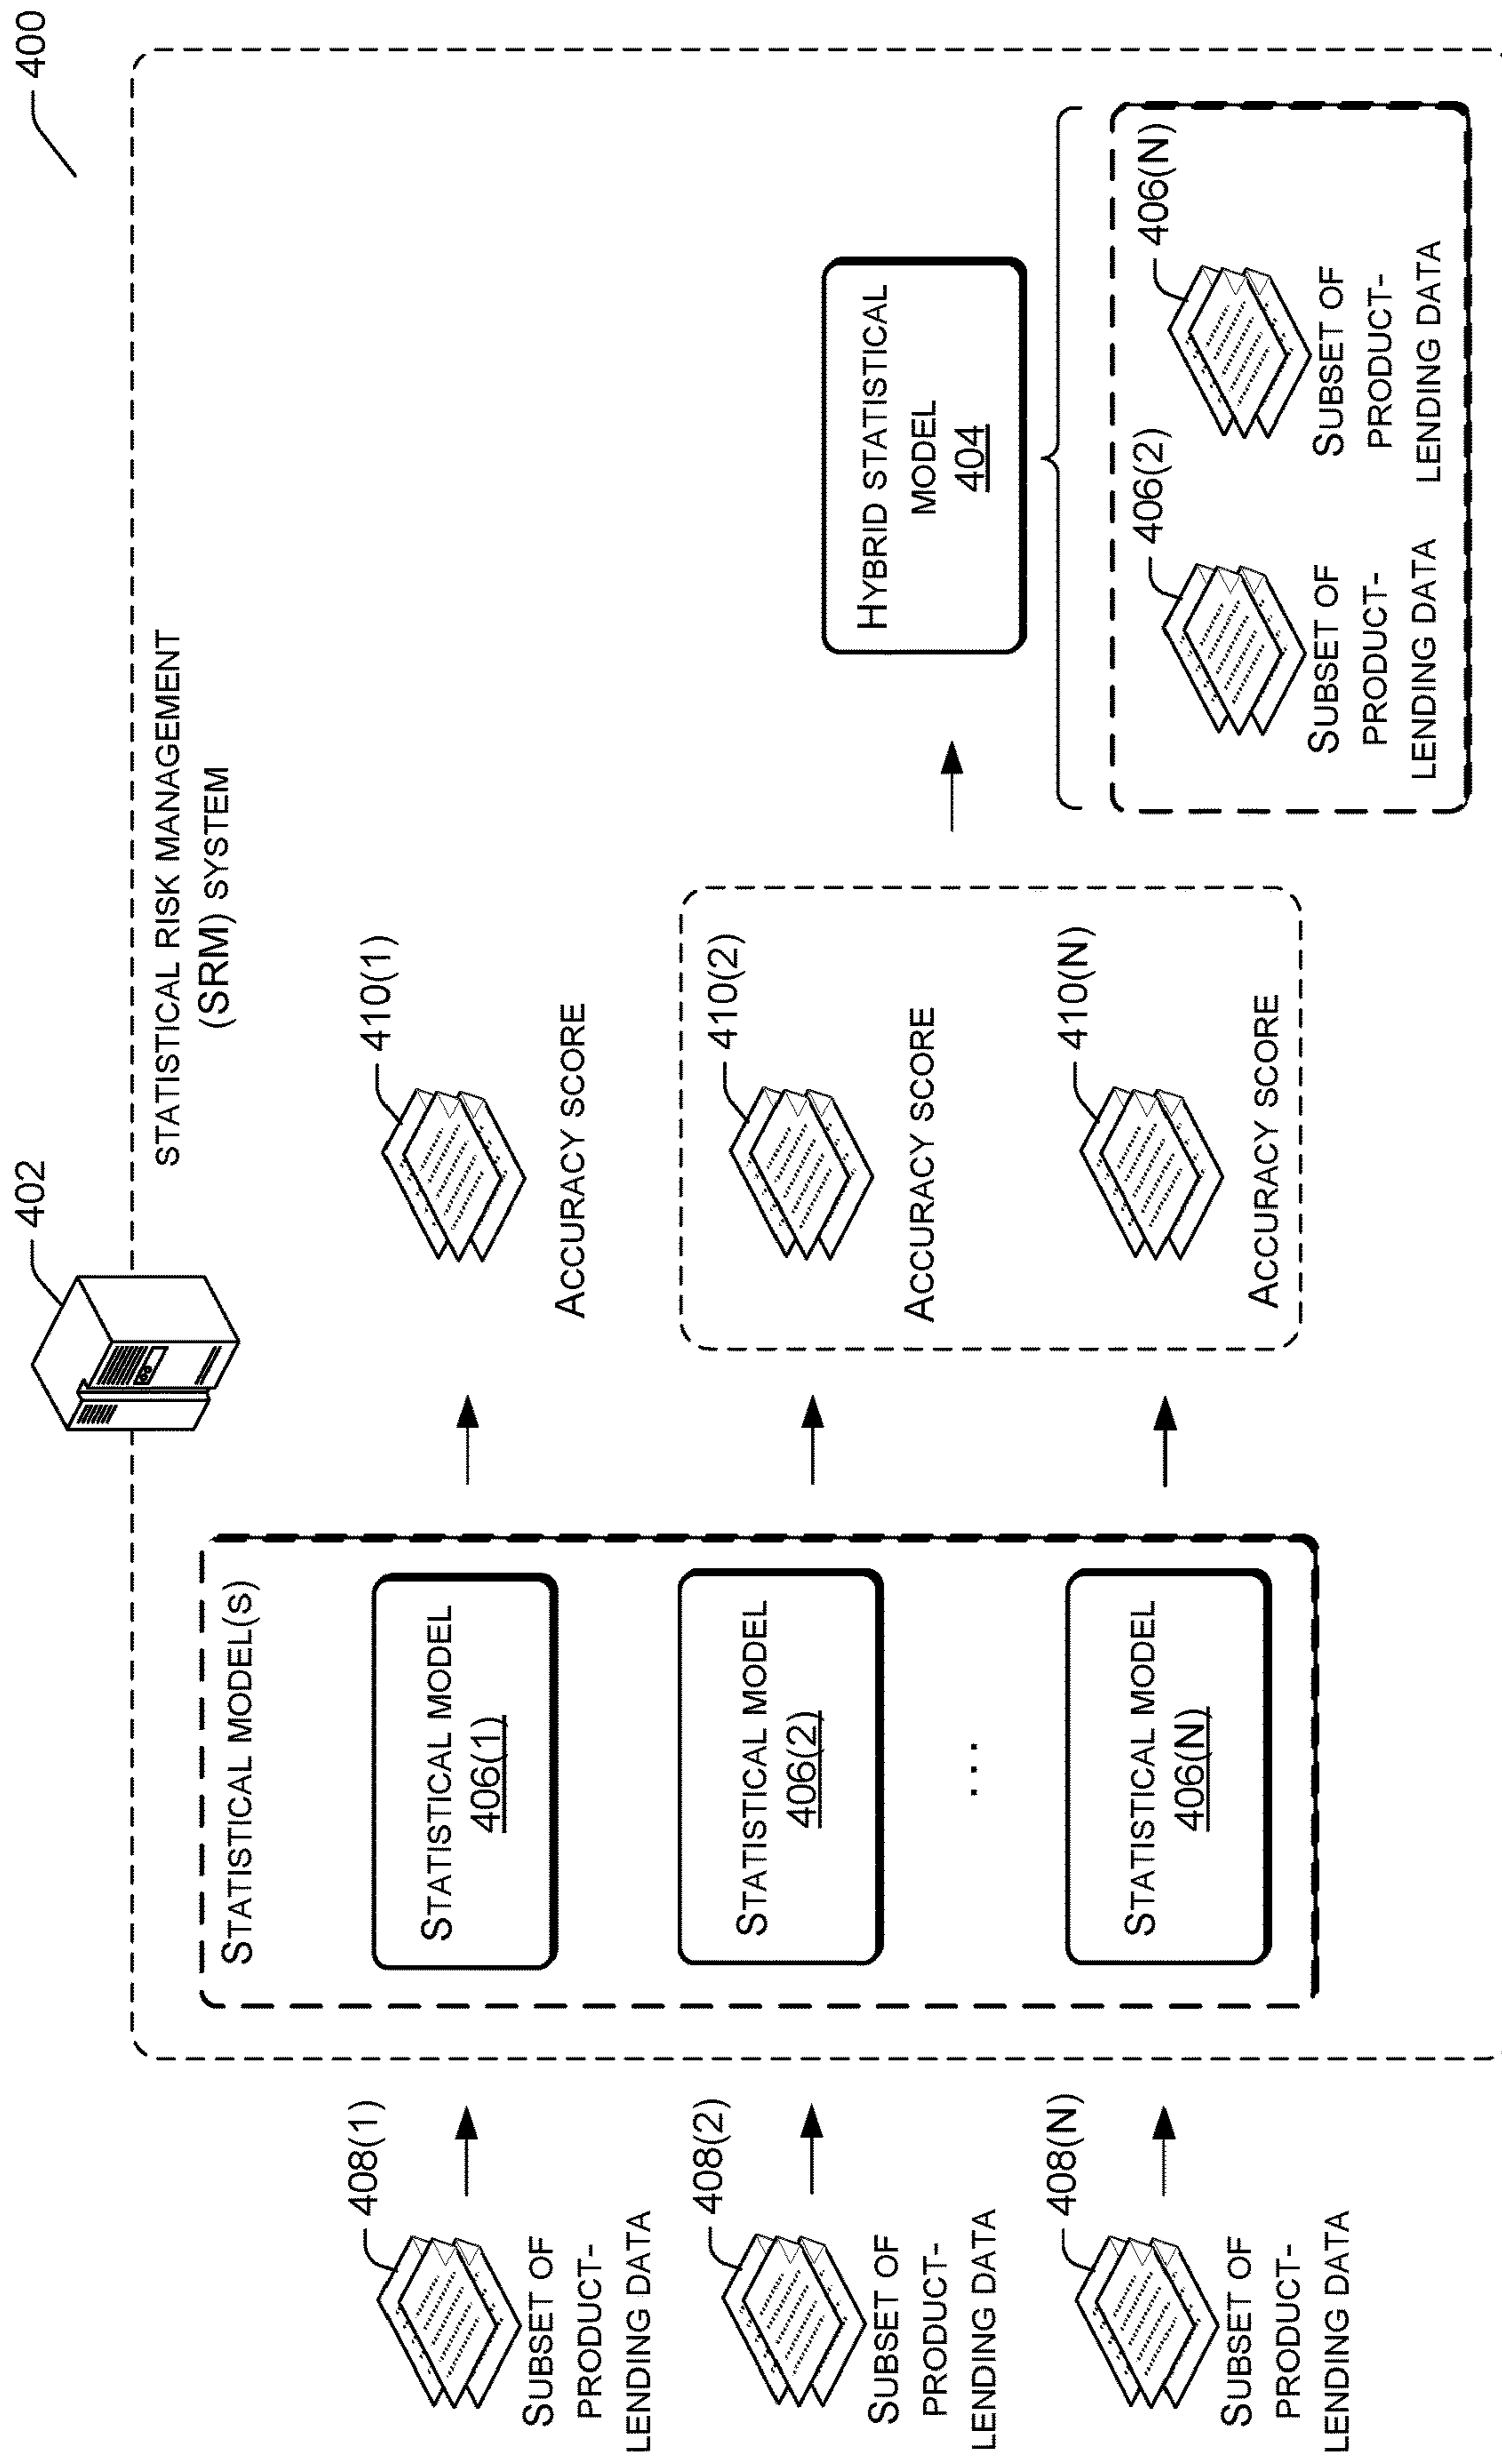 400
402
STATISTICAL RISK MANAGEMENT
(SRM) SYSTEM
STATISTICAL MODEL(S)
408(1)
SUBSET OF
PRODUCT-
LENDING DATA
STATISTICAL MODEL
406(1)
410(1)
ACCURACY SCORE
408(2)
SUBSET OF
PRODUCT-
LENDING DATA
STATISTICAL MODEL
406(2)
410(2)
ACCURACY SCORE
...
408(N)
SUBSET OF
PRODUCT-
LENDING DATA
STATISTICAL MODEL
406(N)
410(N)
ACCURACY SCORE
HYBRID STATISTICAL
MODEL
404
406(2)
SUBSET OF
PRODUCT-
LENDING DATA
406(N)
SUBSET OF
PRODUCT-
LENDING DATA